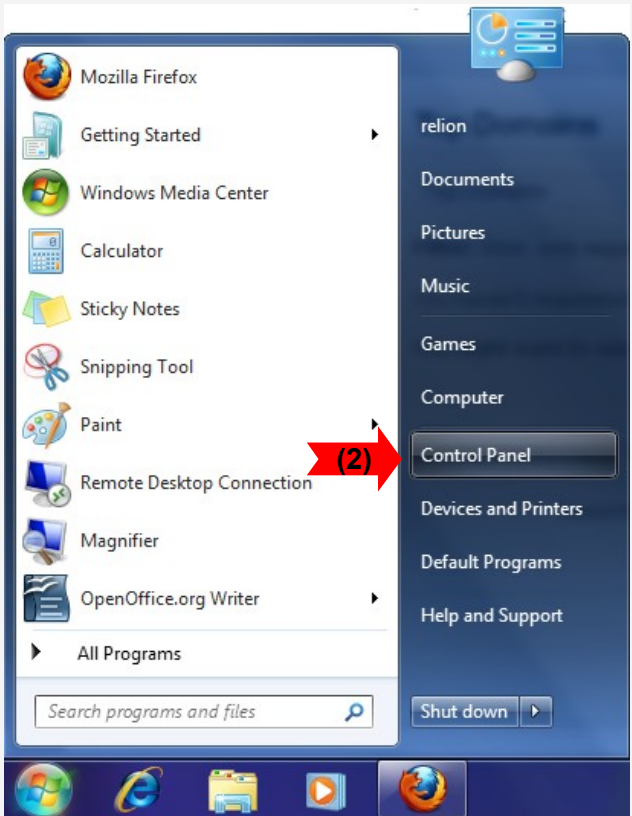 Mozilla Firefox
Getting Started
Windows Media Center
Calculator
Sticky Notes
Snipping Tool
Paint
(2)
Remote Desktop Connection
Magnifier
OpenOffice.org Writer
All Programs
Search programs and files
relion
Documents
Pictures
Music
Games
Computer
Control Panel
Devices and Printers
Default Programs
Help and Support
Shut down